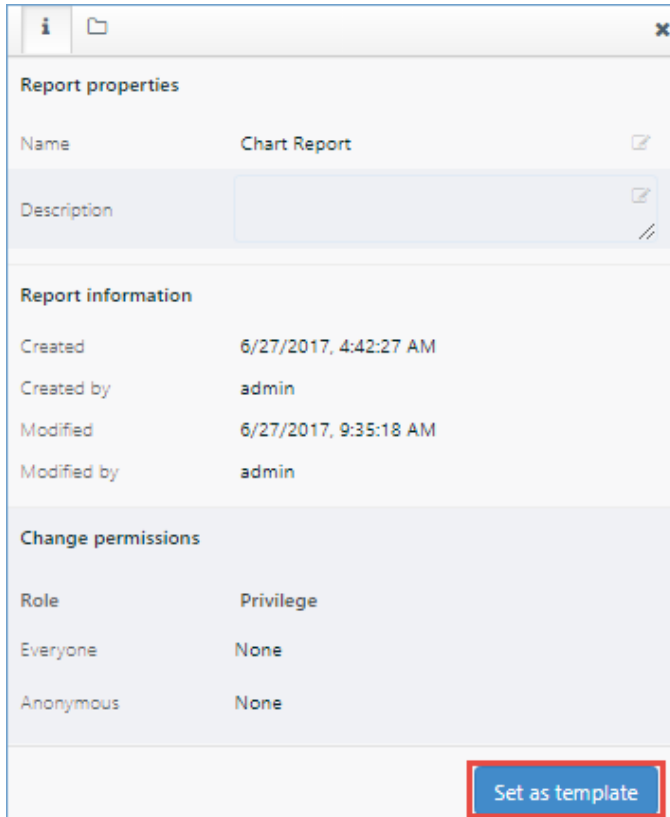 Report properties
Name Chart Report
Description
Report information
Created 6/27/2017, 4:42:27 AM
Created by admin
Modified 6/27/2017, 9:35:18 AM
Modified by admin
Change permissions
Role Privilege
Everyone None
Anonymous None
Set as template